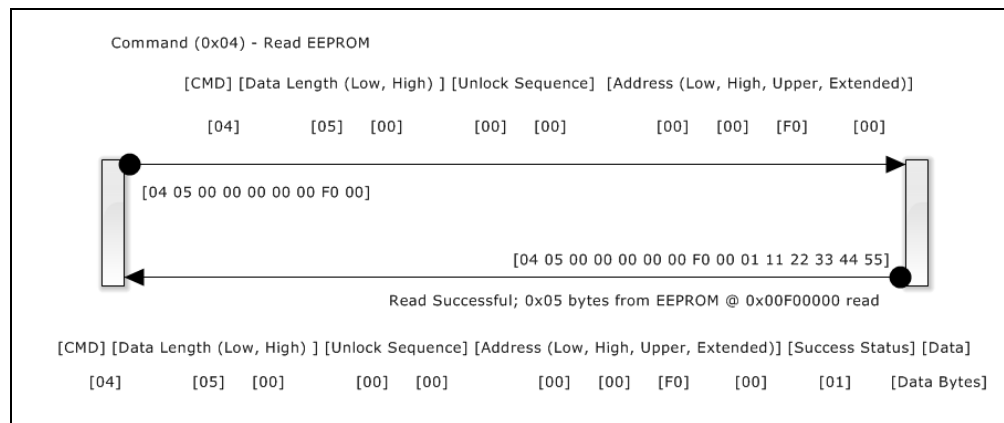 Command (0x04) - Read EEPROM
[CMD] [Data Length (Low, High) ] [Unlock Sequence] [Address (Low, High, Upper, Extended)]
[04] [05] [00] [00] [00] [00] [00] [F0] [00]
[04 05 00 00 00 00 00 F0 00]
[04 05 00 00 00 00 00 F0 00 01 11 22 33 44 55]
Read Successful; 0x05 bytes from EEPROM @ 0x00F00000 read
[CMD] [Data Length (Low, High) ] [Unlock Sequence] [Address (Low, High, Upper, Extended)] [Success Status] [Data]
[04] [05] [00] [00] [00] [00] [00] [F0] [00] [01] [Data Bytes]